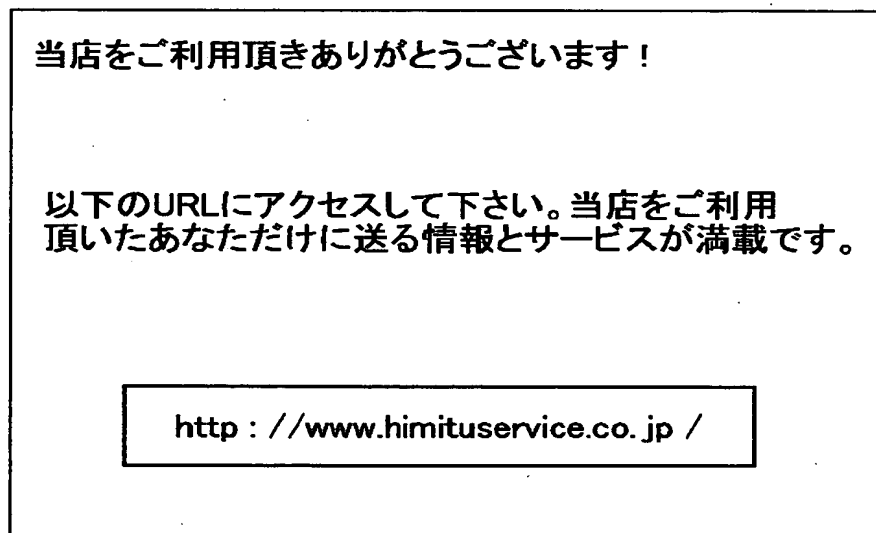 当店をご利用頂きありがとうございます！
以下のURLにアクセスして下さい。当店をご利用
頂いたあなただけに送る情報とサービスが満載です。
http : //www.himituservice.co. jp /